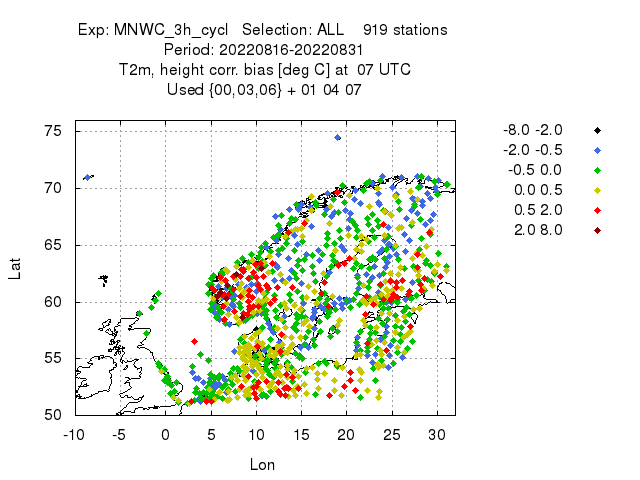 Exp: MNWC_3h_cycl   Selection: ALL    919 stations
Period: 20220816-20220831
T2m, height corr. bias [deg C] at  07 UTC
Used {00,03,06} + 01 04 07
75
70
65
60
55
50
Lat
-10 -5 0 5 10 15 20 25 30
Lon
-8.0 -2.0
-2.0 -0.5
-0.5 0.0
0.0 0.5
0.5 2.0
2.0 8.0